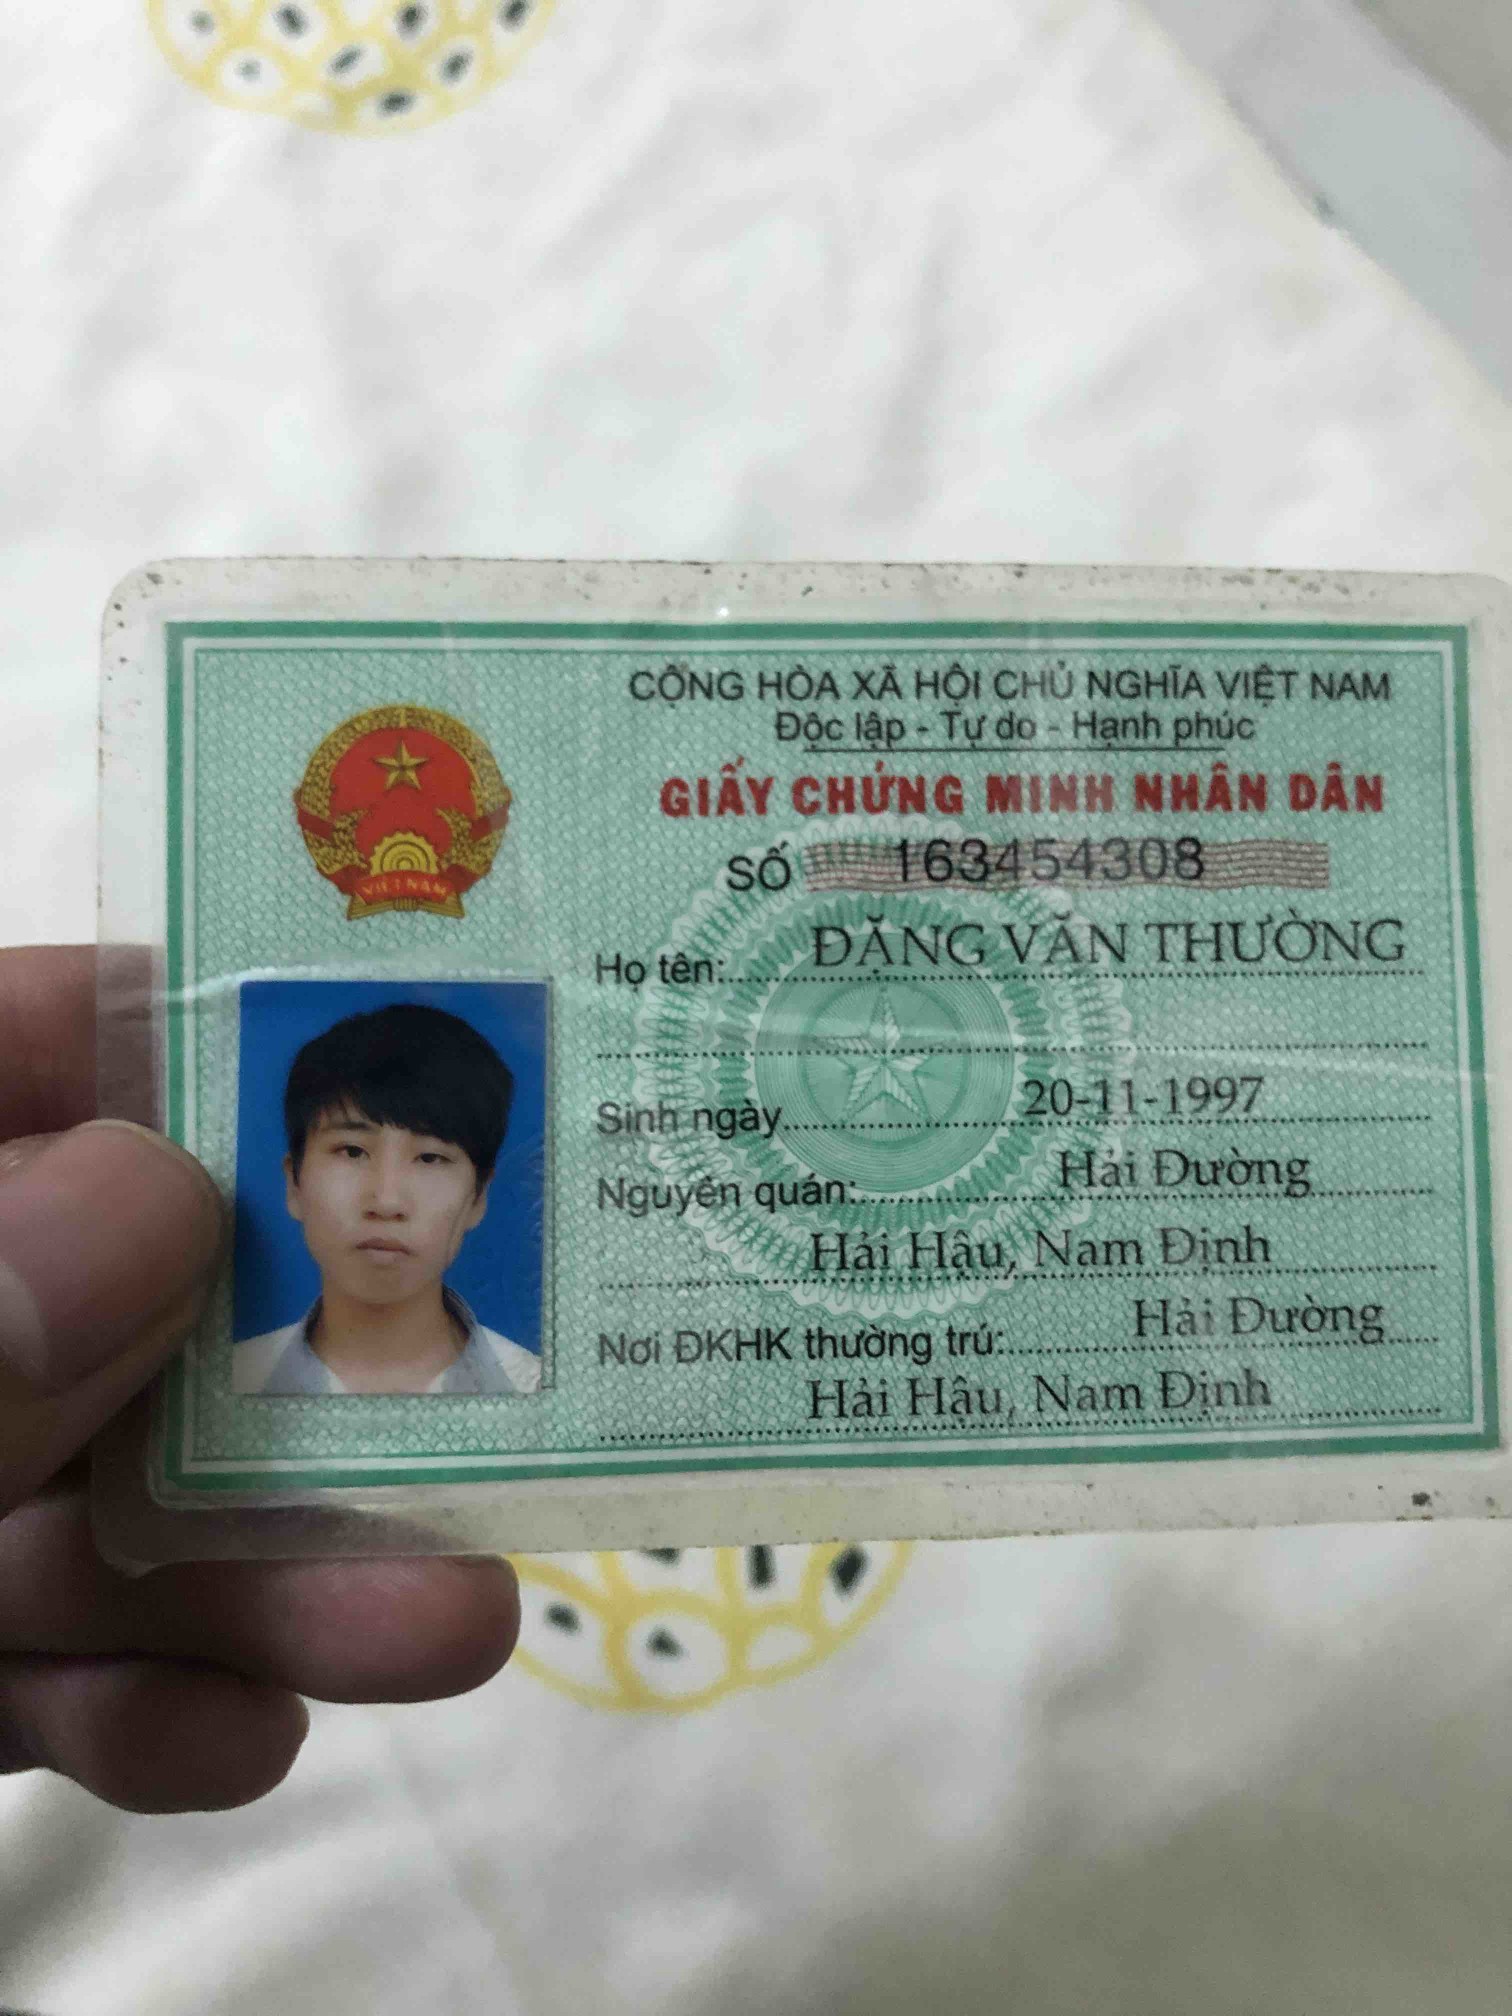 CỘNG HÒA XÃ HỘI CHỦ NGHĨA VIỆT NAM
Độc lập - Tự do - Hạnh phúc
GIẤY CHỨNG MINH NHÂN DÂN
SỐ 163454308
VIỆT NAM
Họ tên: ĐẶNG VĂN THƯỜNG
Sinh ngày 20-11-1997
Nguyên quán: Hải Đường
Hải Hậu, Nam Định
Nơi ĐKHK thường trú: Hải Đường
Hải Hậu, Nam Định